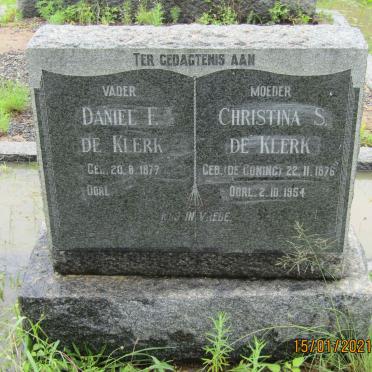 TER GEDAGTENIS AAN
VADER
DANIEL F.
DE KLERK
GEB. 20. 8. 1877
OORL.
MOEDER
CHRISTINA S.
DE KLERK
GEB. (DE CONING) 22. 11. 1876
OORL. 2. 10. 1954
RUS IN VREDE.
15/01/2021